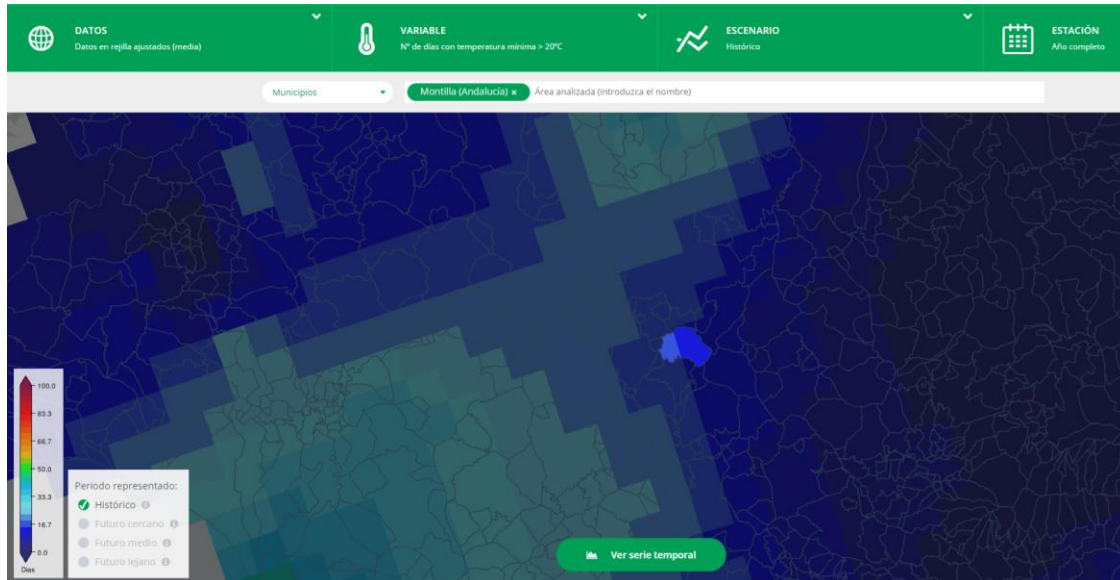 DATOS
Datos en rejilla ajustados (media)
VARIABLE
Nº de días con temperatura mínima > 20ºC
ESCENARIO
Histórico
ESTACIÓN
Año completo
Municipios
Montilla (Andalucía) ×
Área analizada (introduzca el nombre)
100.0
83.3
66.7
50.0
33.3
16.7
0.0
Días
Periodo representado:
Histórico
Futuro cercano
Futuro medio
Futuro lejano
Ver serie temporal